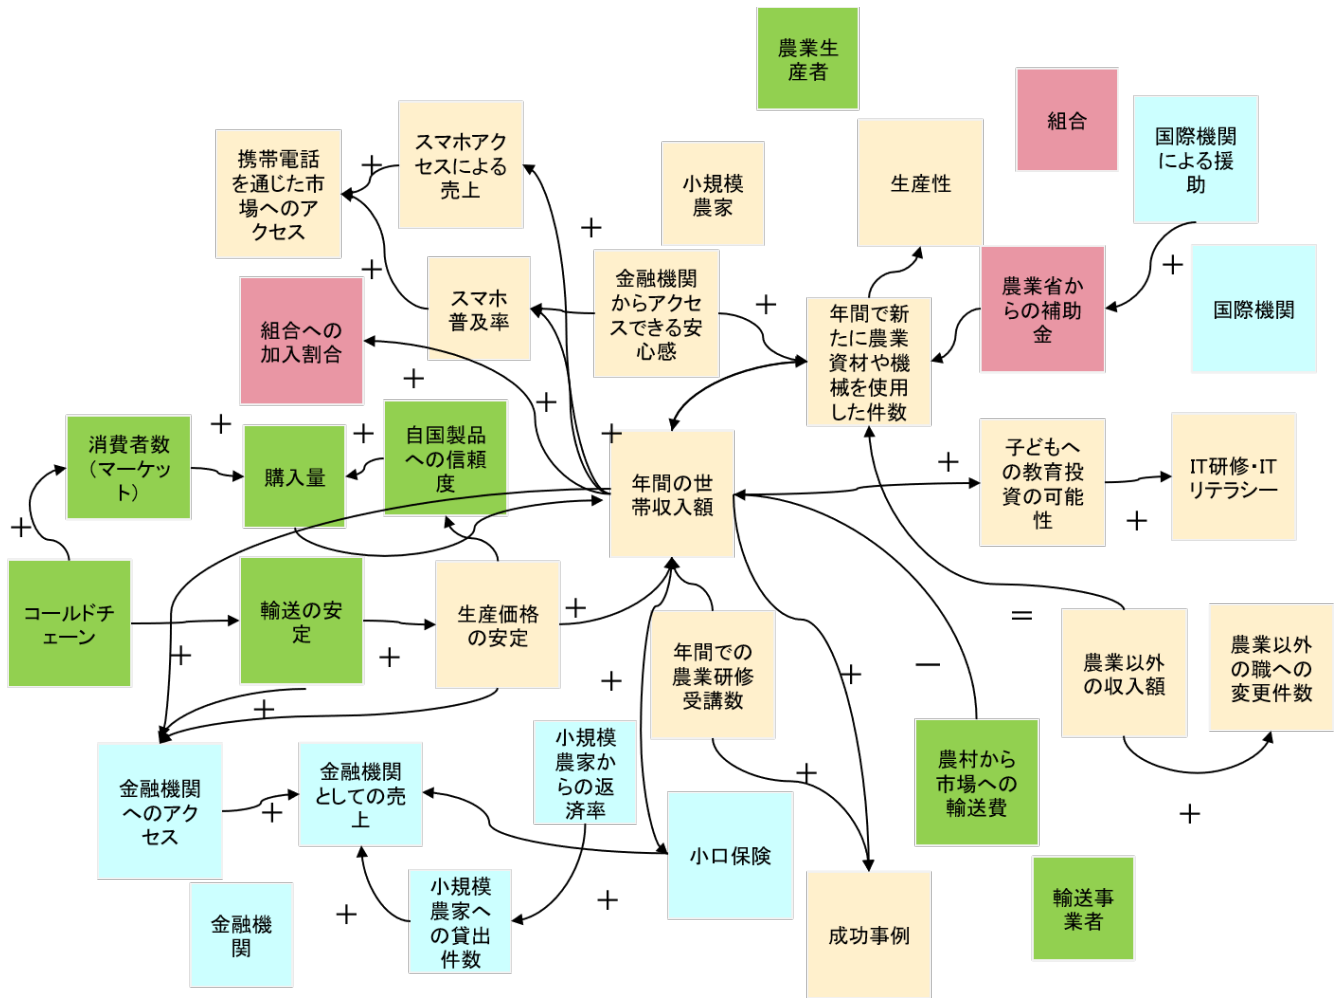 農業生
産者
組合
国際機関
による援
助
スマホアク
セスによる
売上
携帯電話
を通じた市
場へのア
クセス
+
小規模
農家
生産性
+
+
金融機関
からアクセ
スできる安
心感
+
農業省か
らの補助
金
国際機関
スマホ
普及率
+
年間で新
たに農業
資材や機
械を使用
した件数
組合への
加入割合
+
+
消費者数
(マーケッ
ト)
+
購入量
+
自国製品
への信頼
度
+
年間の世
帯収入額
+
子どもへ
の教育投
資の可能
性
+
IT研修・IT
リテラシー
+
コールドチ
ェーン
輸送の安
定
+
生産価格
の安定
+
=
+
+
年間での
農業研修
受講数
+
−
農業以外
の収入額
農業以外
の職への
変更件数
+
金融機関
へのアク
セス
+
金融機関
としての売
上
小規模
農家か
らの返
済率
+
農村から
市場への
輸送費
+
小口保険
金融機
関
+
小規模
農家へ
の貸出
件数
+
成功事例
輸送事
業者